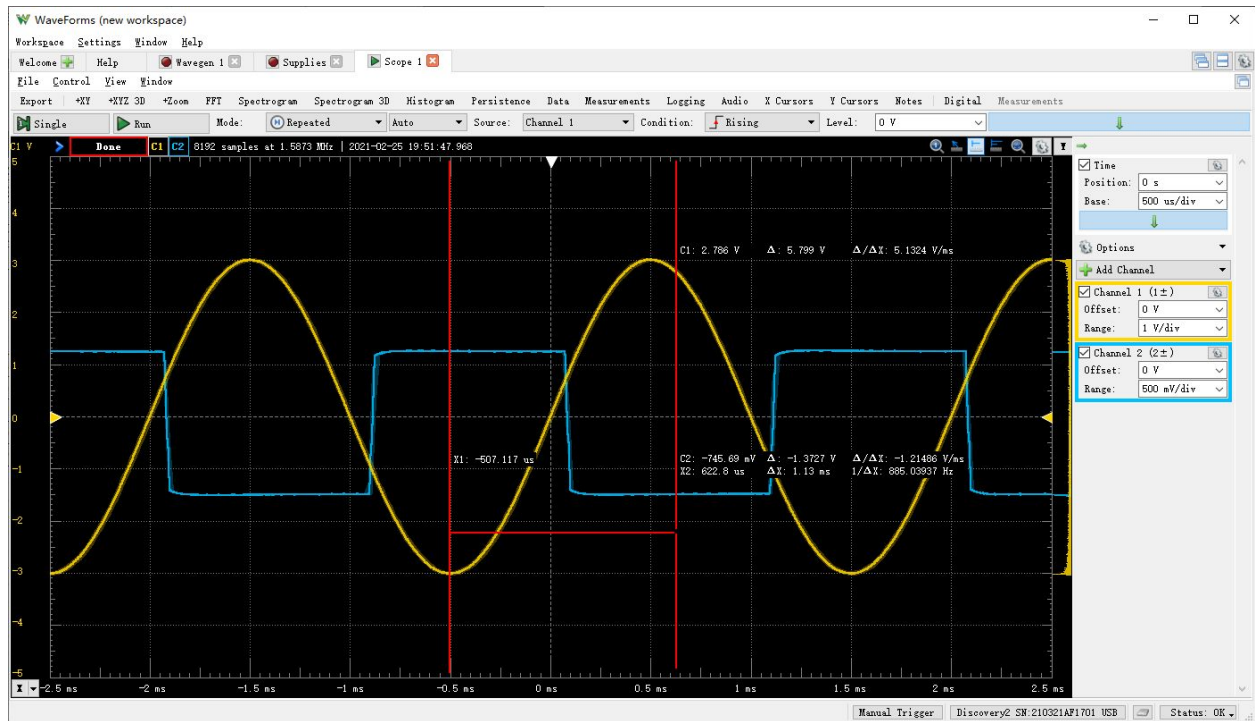 WaveForms (new workspace)
Workspace Settings Window Help
Welcome Help Wavegen 1 Supplies Scope 1
File Control View Window
Export +XY +XYZ 3D +Zoom FFT Spectrogram Spectrogram 3D Histogram Persistence Data Measurements Logging Audio X Cursors Y Cursors Notes Digital Measurements
Single Run Mode: Repeated Auto Source: Channel 1 Condition: Rising Level: 0 V
C1 V Done C1 C2 8192 samples at 1.5873 MHz | 2021-02-25 19:51:47.968 Y
5
4
3
2
1
0
-1
-2
-3
-4
-5
C1: 2.786 V Δ: 5.799 V Δ/ΔX: 5.1324 V/ms
X1: -507.117 us
C2: -745.69 mV Δ: -1.3727 V Δ/ΔX: -1.21486 V/ms
X2: 622.8 us ΔX: 1.13 ms 1/ΔX: 885.03937 Hz
X -2.5 ms -2 ms -1.5 ms -1 ms -0.5 ms 0 ms 0.5 ms 1 ms 1.5 ms 2 ms 2.5 ms
Time
Position: 0 s
Base: 500 us/div
Options
Add Channel
Channel 1 (1±)
Offset: 0 V
Range: 1 V/div
Channel 2 (2±)
Offset: 0 V
Range: 500 mV/div
Manual Trigger Discovery2 SN:210321AF1701 USB Status: OK